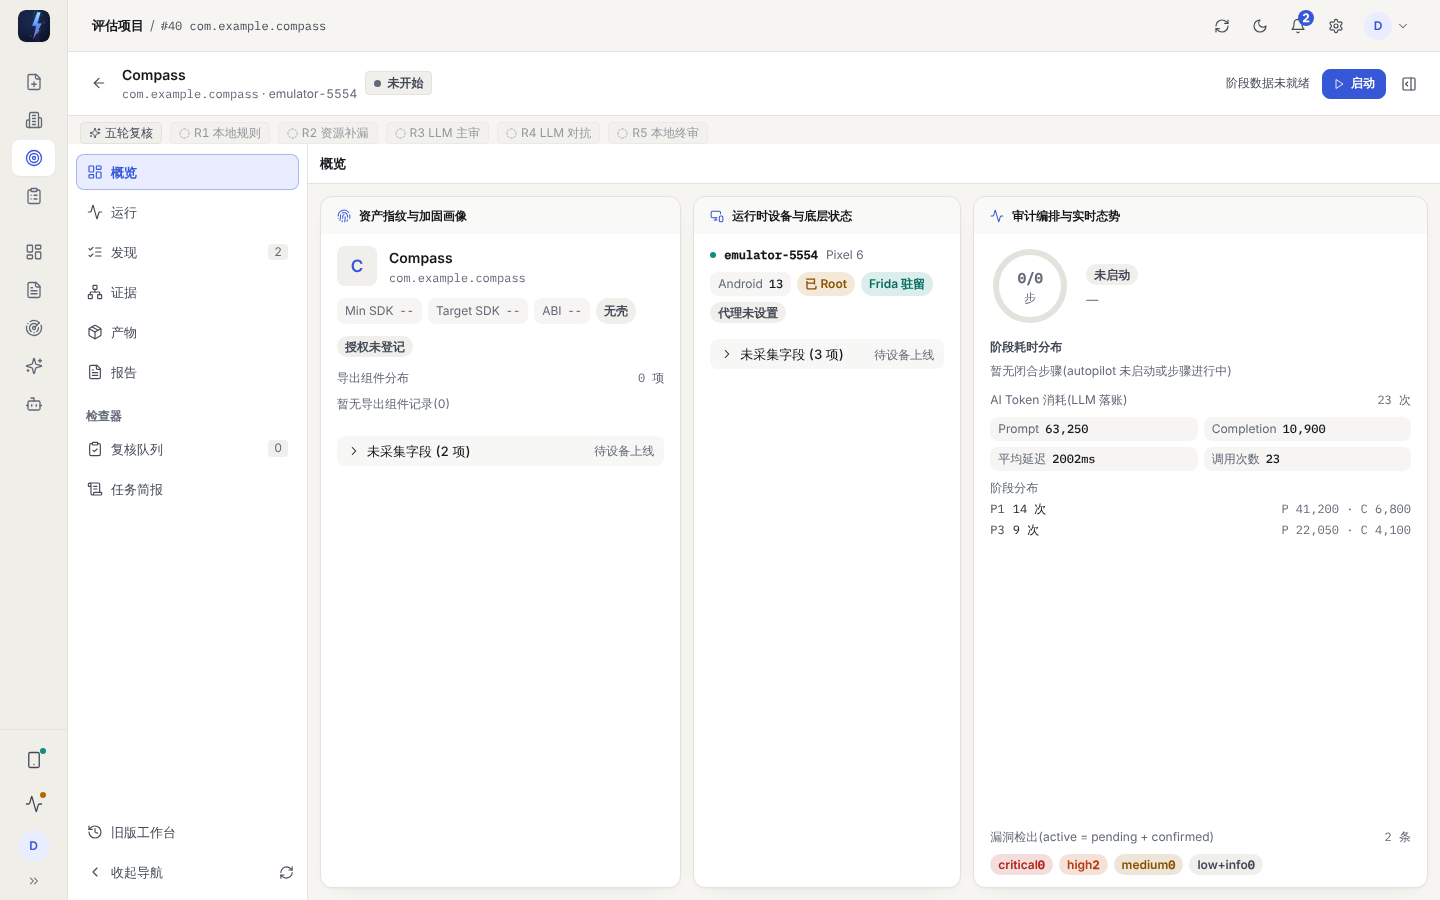 评估项目 / #40 com.example.compass
2
D
Compass
com.example.compass · emulator-5554
未开始
阶段数据未就绪
启动
五轮复核
R1 本地规则
R2 资源补漏
R3 LLM 主审
R4 LLM 对抗
R5 本地终审
概览
运行
发现 2
证据
产物
报告
检查器
复核队列 0
任务简报
旧版工作台
收起导航
D
概览
资产指纹与加固画像
C
Compass
com.example.compass
Min SDK --
Target SDK --
ABI --
无壳
授权未登记
导出组件分布 0 项
暂无导出组件记录(0)
未采集字段 (2 项) 待设备上线
运行时设备与底层状态
emulator-5554 Pixel 6
Android 13
已 Root
Frida 驻留
代理未设置
未采集字段 (3 项) 待设备上线
审计编排与实时态势
0/0
步
未启动
—
阶段耗时分布
暂无闭合步骤(autopilot 未启动或步骤进行中)
AI Token 消耗(LLM 落账) 23 次
Prompt 63,250
Completion 10,900
平均延迟 2002ms
调用次数 23
阶段分布
P1 14 次 P 41,200 · C 6,800
P3 9 次 P 22,050 · C 4,100
漏洞检出(active = pending + confirmed) 2 条
critical0
high2
medium0
low+info0